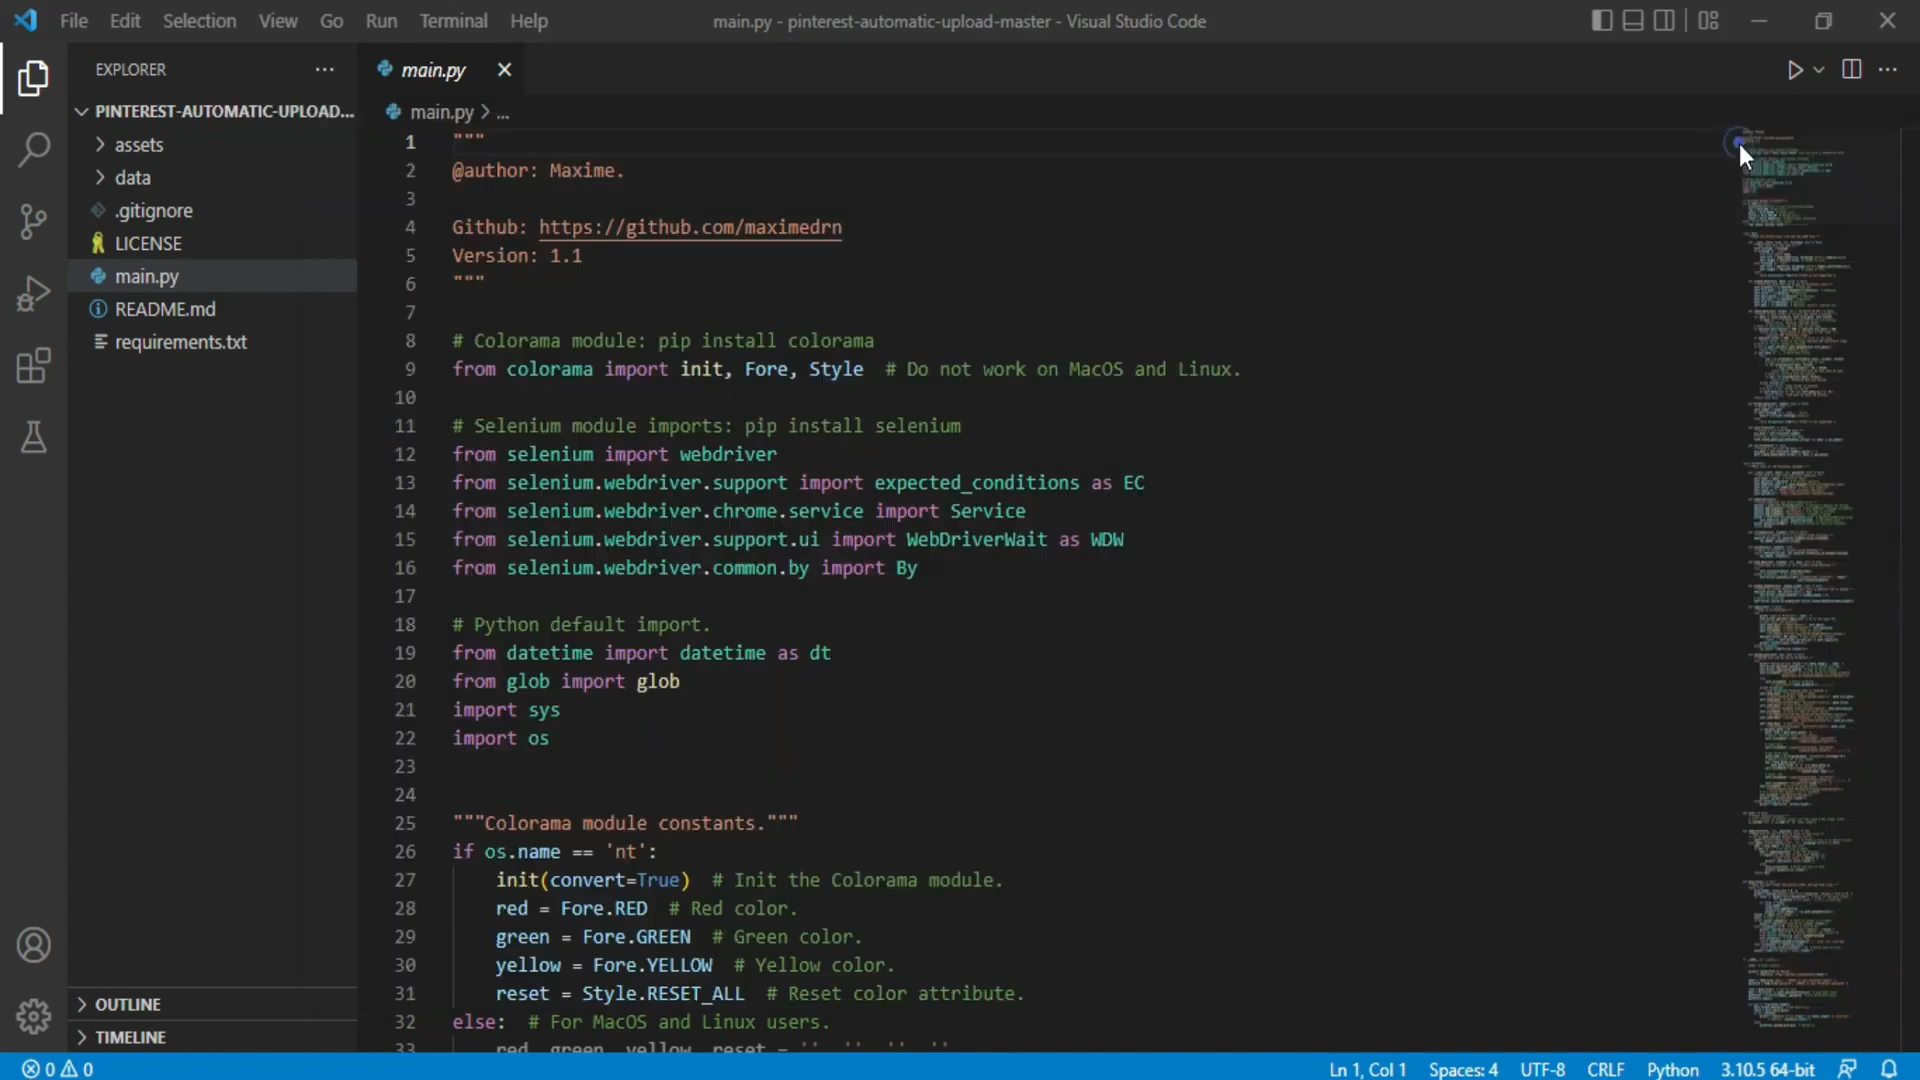 File Edit Selection View Go Run Terminal Help
main.py - pinterest-automatic-upload-master - Visual Studio Code
EXPLORER
PINTEREST-AUTOMATIC-UPLOAD...
assets
data
.gitignore
LICENSE
main.py
README.md
requirements.txt
OUTLINE
TIMELINE
main.py
main.py > ...
1 """
2 @author: Maxime.
3
4 Github: https://github.com/maximedrn
5 Version: 1.1
6 """
7
8 # Colorama module: pip install colorama
9 from colorama import init, Fore, Style # Do not work on MacOS and Linux.
10
11 # Selenium module imports: pip install selenium
12 from selenium import webdriver
13 from selenium.webdriver.support import expected_conditions as EC
14 from selenium.webdriver.chrome.service import Service
15 from selenium.webdriver.support.ui import WebDriverWait as WDW
16 from selenium.webdriver.common.by import By
17
18 # Python default import.
19 from datetime import datetime as dt
20 from glob import glob
21 import sys
22 import os
23
24
25 """Colorama module constants."""
26 if os.name == 'nt':
27 init(convert=True) # Init the Colorama module.
28 red = Fore.RED # Red color.
29 green = Fore.GREEN # Green color.
30 yellow = Fore.YELLOW # Yellow color.
31 reset = Style.RESET_ALL # Reset color attribute.
32 else: # For MacOS and Linux users.
33 red, green, yellow, reset = '', '', '', ''
0 0
Ln 1, Col 1 Spaces: 4 UTF-8 CRLF Python 3.10.5 64-bit